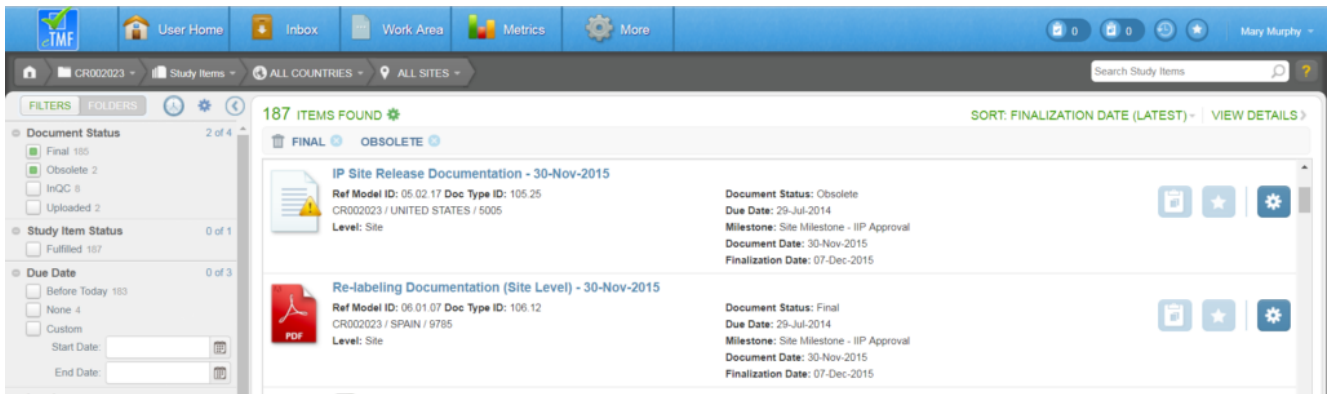 eTMF
User Home
Inbox
Work Area
Metrics
More
0
0
Mary Murphy
CR002023
Study Items
ALL COUNTRIES
ALL SITES
Search Study Items
?
FILTERS
FOLDERS
Document Status 2 of 4
Final 185
Obsolete 2
InQC 8
Uploaded 2
Study Item Status 0 of 1
Fulfilled 187
Due Date 0 of 3
Before Today 183
None 4
Custom
Start Date:
End Date:
187 ITEMS FOUND
SORT: FINALIZATION DATE (LATEST)
VIEW DETAILS
FINAL
OBSOLETE
IP Site Release Documentation - 30-Nov-2015
Ref Model ID: 05.02.17 Doc Type ID: 105.25
CR002023 / UNITED STATES / 5005
Level: Site
Document Status: Obsolete
Due Date: 29-Jul-2014
Milestone: Site Milestone - IIP Approval
Document Date: 30-Nov-2015
Finalization Date: 07-Dec-2015
PDF
Re-labeling Documentation (Site Level) - 30-Nov-2015
Ref Model ID: 06.01.07 Doc Type ID: 106.12
CR002023 / SPAIN / 9785
Level: Site
Document Status: Final
Due Date: 29-Jul-2014
Milestone: Site Milestone - IIP Approval
Document Date: 30-Nov-2015
Finalization Date: 07-Dec-2015